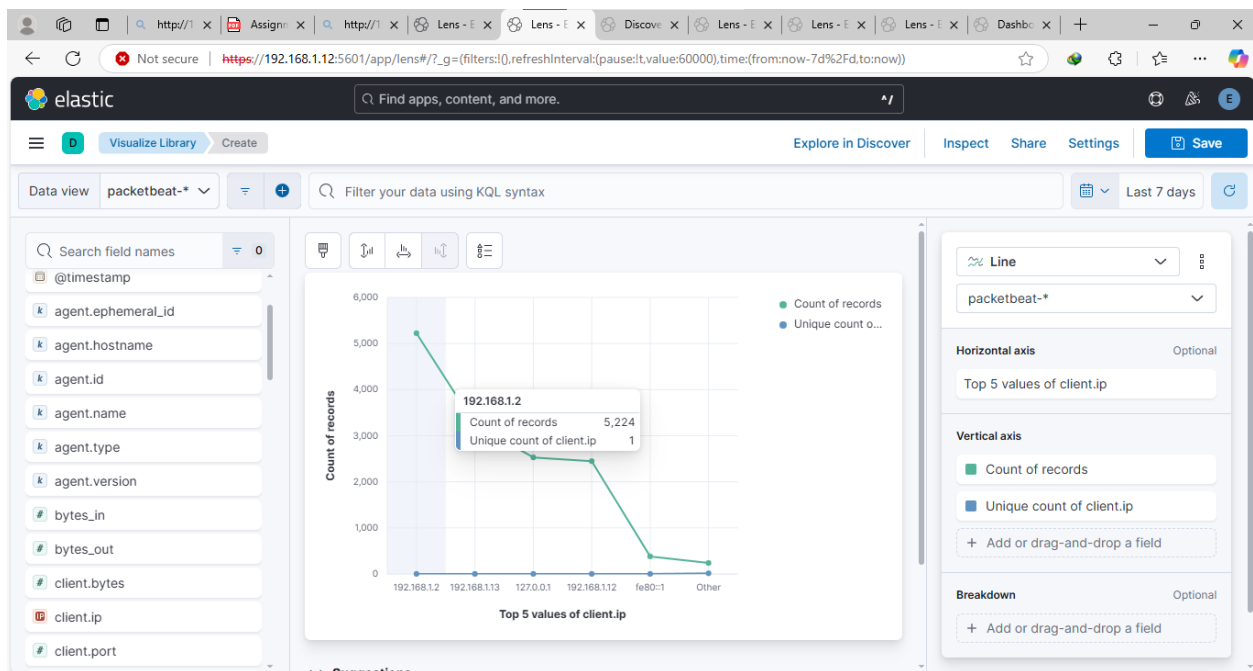 http://1
Assignn
http://1
Lens - E
Lens - E
Discove
Lens - E
Lens - E
Lens - E
Dashbo
Not secure https://192.168.1.12:5601/app/lens#/?_g=(filters:!(),refreshInterval:(pause:!t,value:60000),time:(from:now-7d%2Fd,to:now))
elastic
Find apps, content, and more.
^/
E
D
Visualize Library
Create
Explore in Discover
Inspect
Share
Settings
Save
Data view packetbeat-*
Filter your data using KQL syntax
Last 7 days
Search field names
0
@timestamp
agent.ephemeral_id
agent.hostname
agent.id
agent.name
agent.type
agent.version
bytes_in
bytes_out
client.bytes
client.ip
client.port
Count of records
6,000
5,000
4,000
3,000
2,000
1,000
0
192.168.1.2
Count of records 5,224
Unique count of client.ip 1
192.168.1.2 192.168.1.13 127.0.0.1 192.168.1.12 fe80::1 Other
Top 5 values of client.ip
Count of records
Unique count o...
Suggestions
Line
packetbeat-*
Horizontal axis Optional
Top 5 values of client.ip
Vertical axis
Count of records
Unique count of client.ip
+ Add or drag-and-drop a field
Breakdown Optional
+ Add or drag-and-drop a field